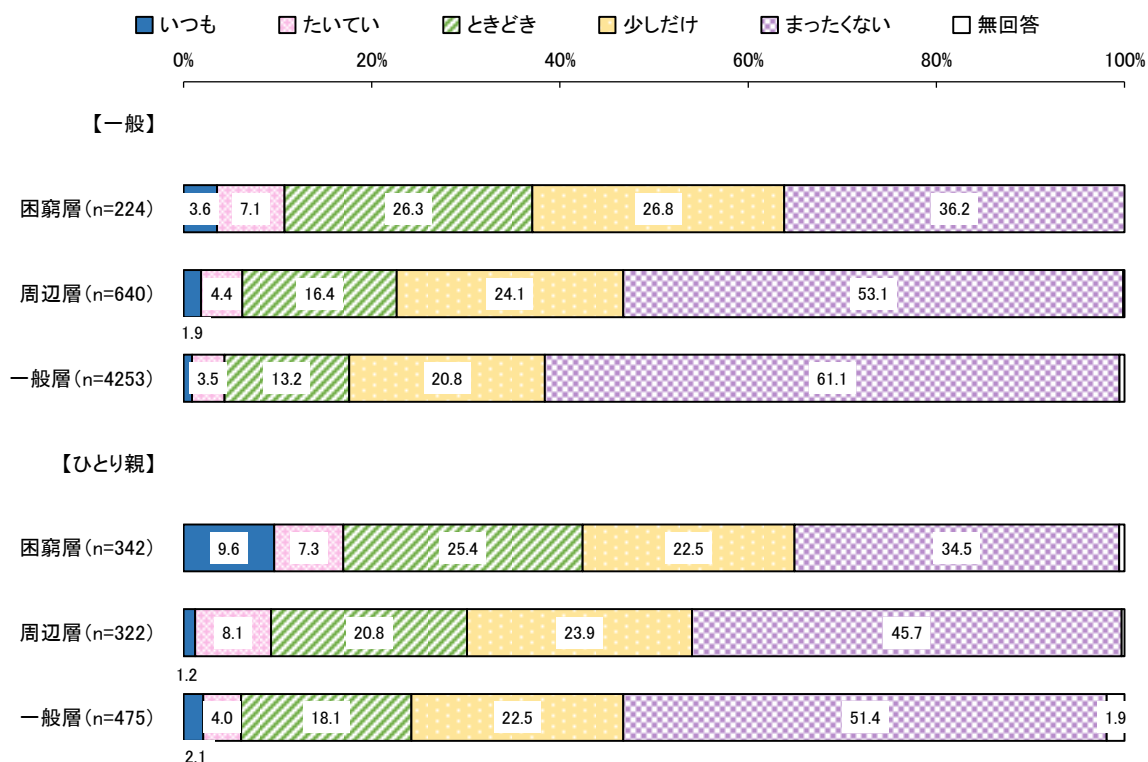 いつも たいてい ときどき 少しだけ まったくない 無回答
0% 20% 40% 60% 80% 100%
【一般】
困窮層(n=224) 3.6 7.1 26.3 26.8 36.2
周辺層(n=640) 4.4 16.4 24.1 53.1
1.9
一般層(n=4253) 3.5 13.2 20.8 61.1
【ひとり親】
困窮層(n=342) 9.6 7.3 25.4 22.5 34.5
周辺層(n=322) 8.1 20.8 23.9 45.7
1.2
一般層(n=475) 4.0 18.1 22.5 51.4 1.9
2.1